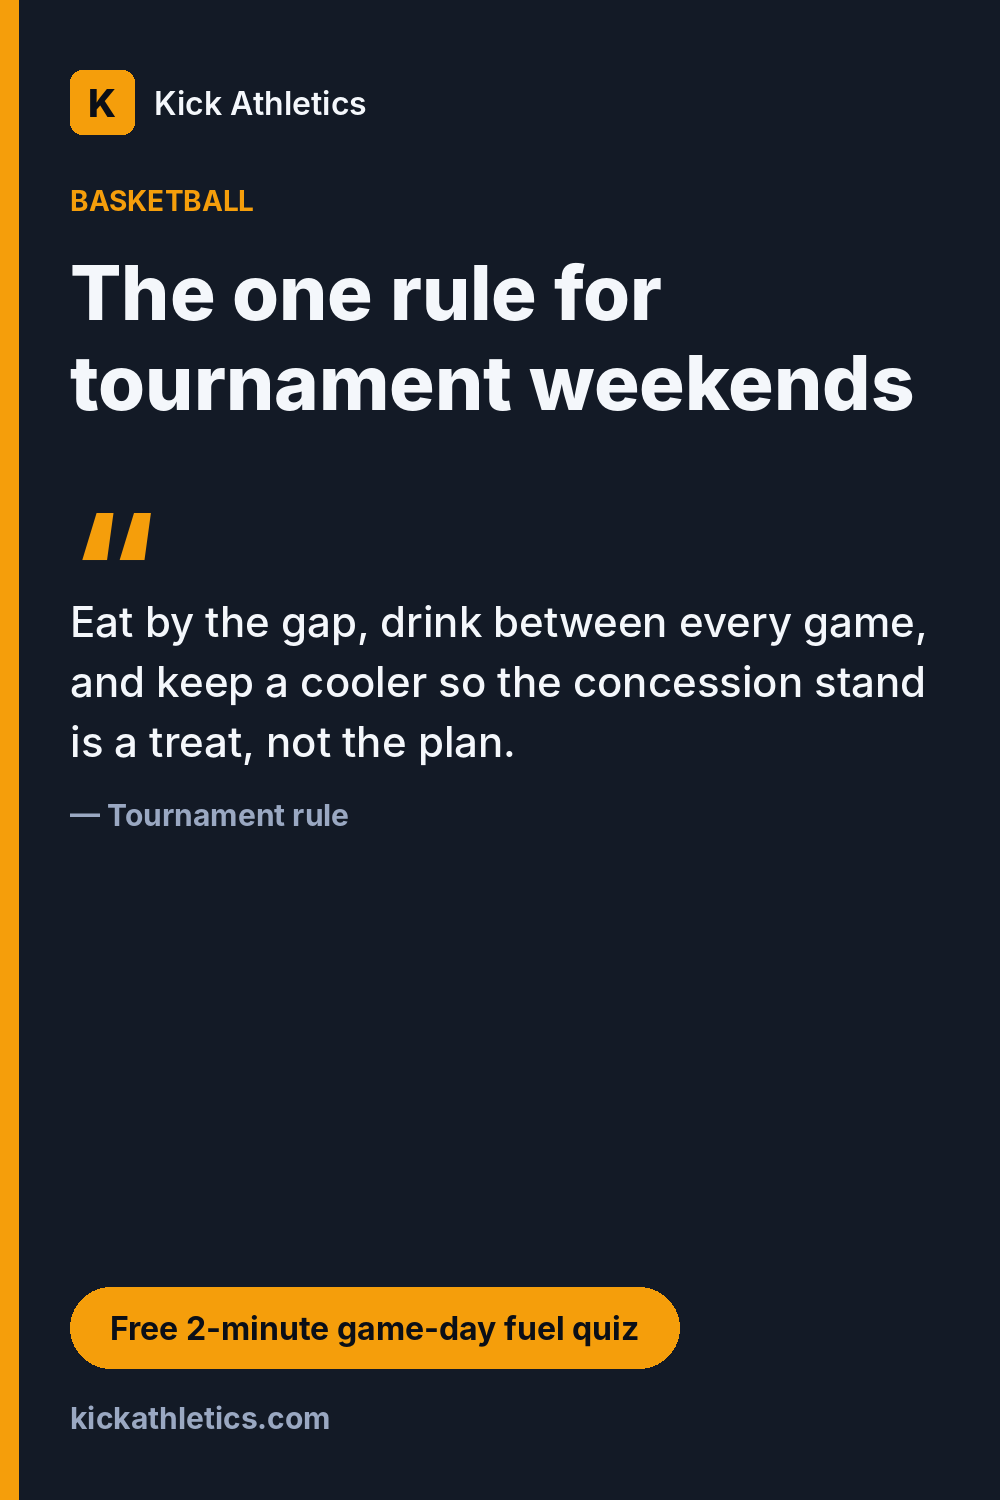 K
Kick Athletics
BASKETBALL
The one rule for
tournament weekends
"
Eat by the gap, drink between every game,
and keep a cooler so the concession stand
is a treat, not the plan.
— Tournament rule
Free 2-minute game-day fuel quiz
kickathletics.com